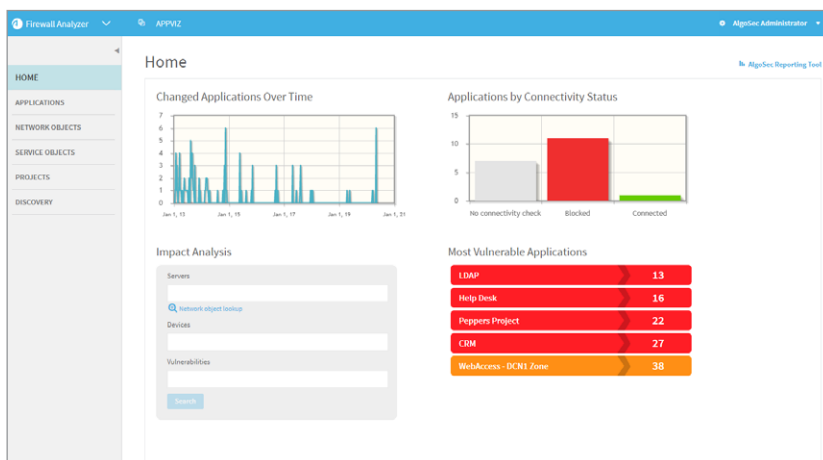 Firewall Analyzer
APPVIZ
AlgoSec Administrator
HOME
APPLICATIONS
NETWORK OBJECTS
SERVICE OBJECTS
PROJECTS
DISCOVERY
Home
AlgoSec Reporting Tool
Changed Applications Over Time
7
6
5
4
3
2
1
0
Jan 1, 13 Jan 1, 15 Jan 1, 17 Jan 1, 19 Jan 1, 21
Applications by Connectivity Status
15
10
5
0
No connectivity check Blocked Connected
Impact Analysis
Servers
Network object lookup
Devices
Vulnerabilities
Search
Most Vulnerable Applications
LDAP 13
Help Desk 16
Peppers Project 22
CRM 27
WebAccess - DCN1 Zone 38